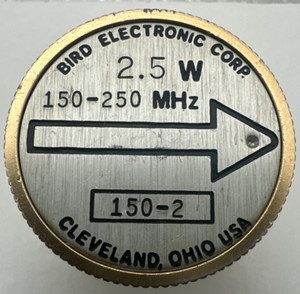 BIRD ELECTRONIC CORP.
2.5 W
150-250 MHz
150-2
CLEVELAND, OHIO USA